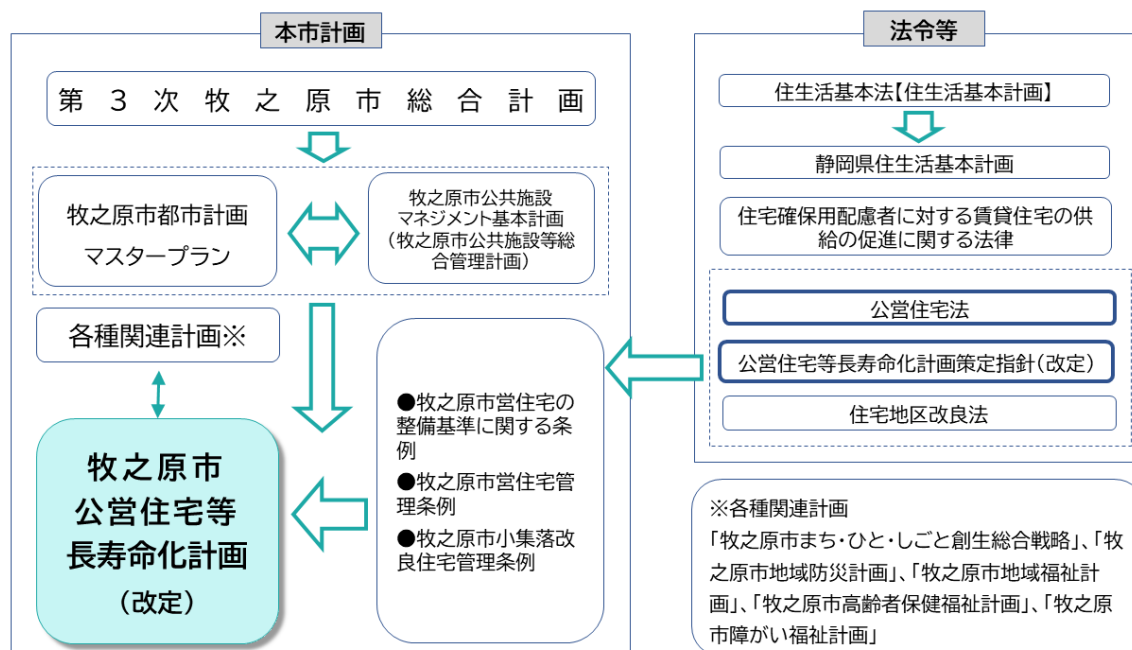 本市計画
第3次牧之原市総合計画
牧之原市都市計画
マスタープラン
牧之原市公共施設
マネジメント基本計画
(牧之原市公共施設等総
合管理計画)
各種関連計画※
牧之原市
公営住宅等
長寿命化計画
(改定)
●牧之原市営住宅の
整備基準に関する条
例
●牧之原市営住宅管
理条例
●牧之原市小集落改
良住宅管理条例
法令等
住生活基本法【住生活基本計画】
静岡県住生活基本計画
住宅確保用配慮者に対する賃貸住宅の供
給の促進に関する法律
公営住宅法
公営住宅等長寿命化計画策定指針(改定)
住宅地区改良法
※各種関連計画
「牧之原市まち・ひと・しごと創生総合戦略」、「牧
之原市地域防災計画」、「牧之原市地域福祉計
画」、「牧之原市高齢者保健福祉計画」、「牧之原
市障がい福祉計画」